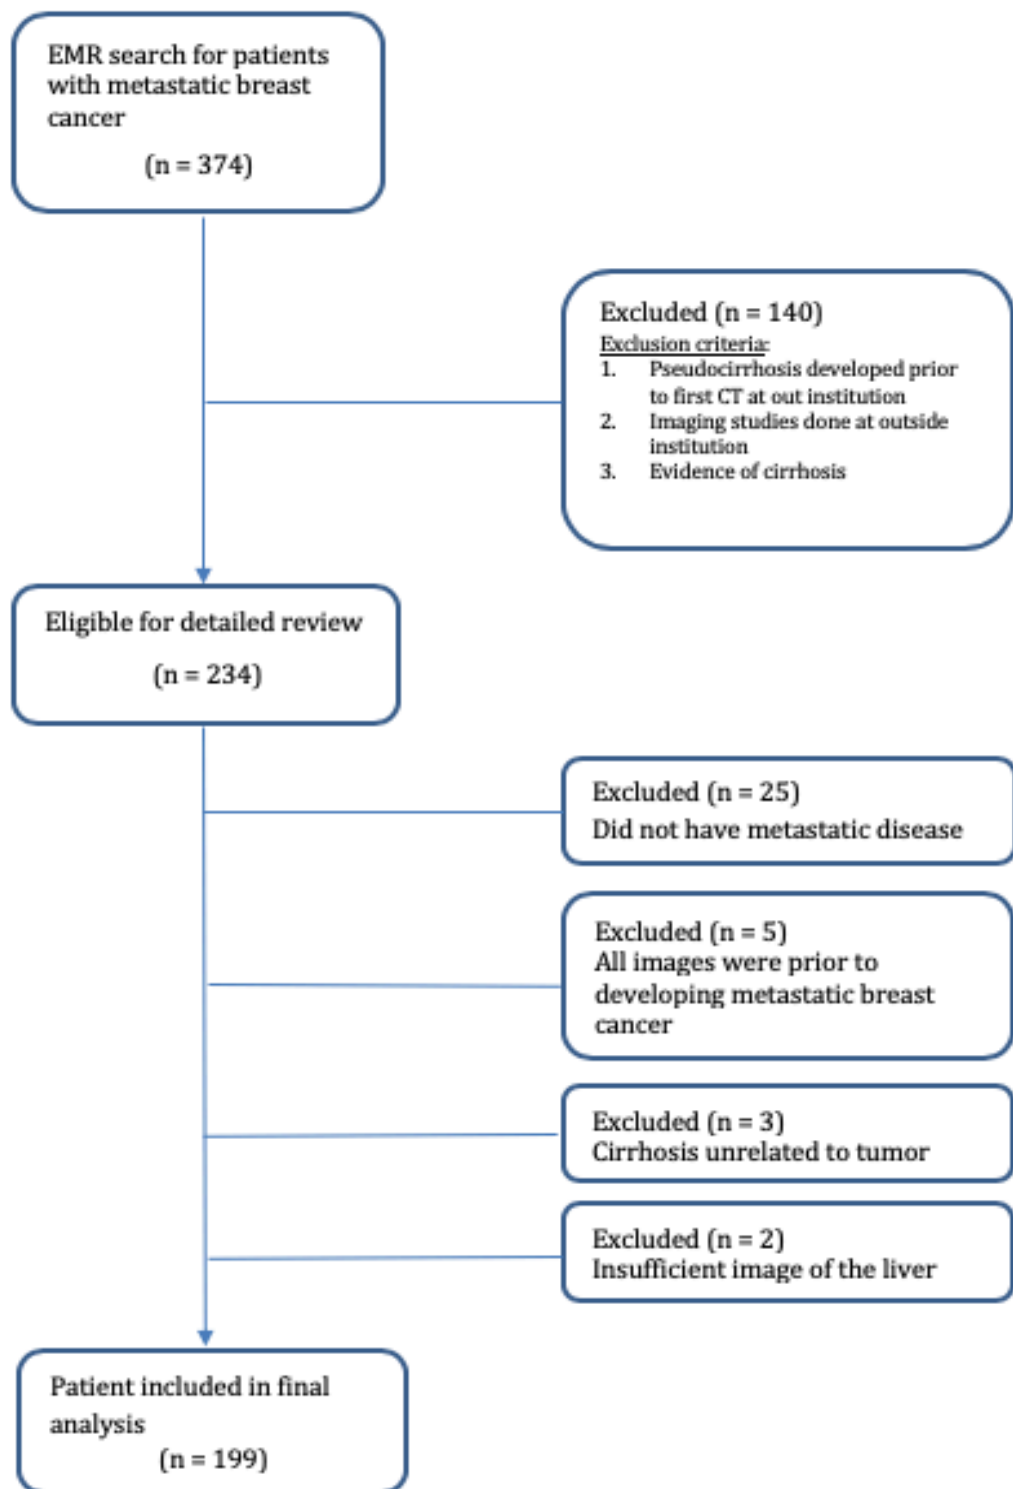 EMR search for patients
with metastatic breast
cancer
(n = 374)
Excluded (n = 140)
Exclusion criteria:
1. Pseudocirrhosis developed prior
to first CT at out institution
2. Imaging studies done at outside
institution
3. Evidence of cirrhosis
Eligible for detailed review
(n = 234)
Excluded (n = 25)
Did not have metastatic disease
Excluded (n = 5)
All images were prior to
developing metastatic breast
cancer
Excluded (n = 3)
Cirrhosis unrelated to tumor
Excluded (n = 2)
Insufficient image of the liver
Patient included in final
analysis
(n = 199)